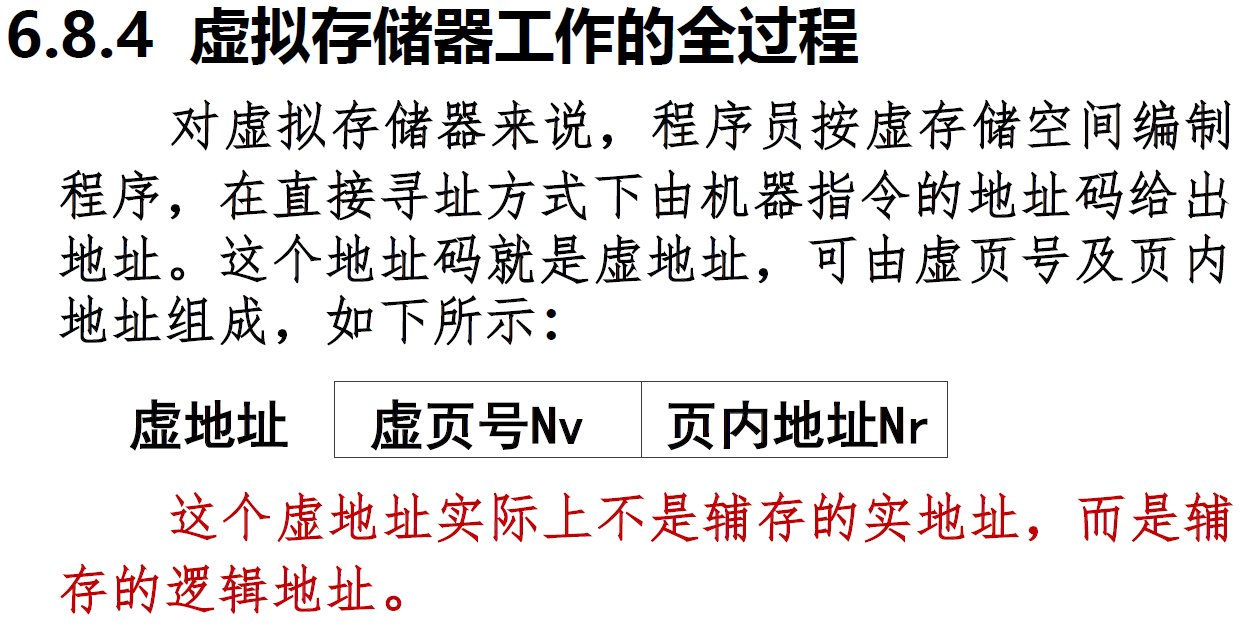 6.8.4 虚拟存储器工作的全过程
对虚拟存储器来说，程序员按虚存储空间编制
程序，在直接寻址方式下由机器指令的地址码给出
地址。这个地址码就是虚地址，可由虚页号及页内
地址组成，如下所示：
虚地址 虚页号Nv 页内地址Nr
这个虚地址实际上不是辅存的实地址，而是辅
存的逻辑地址。